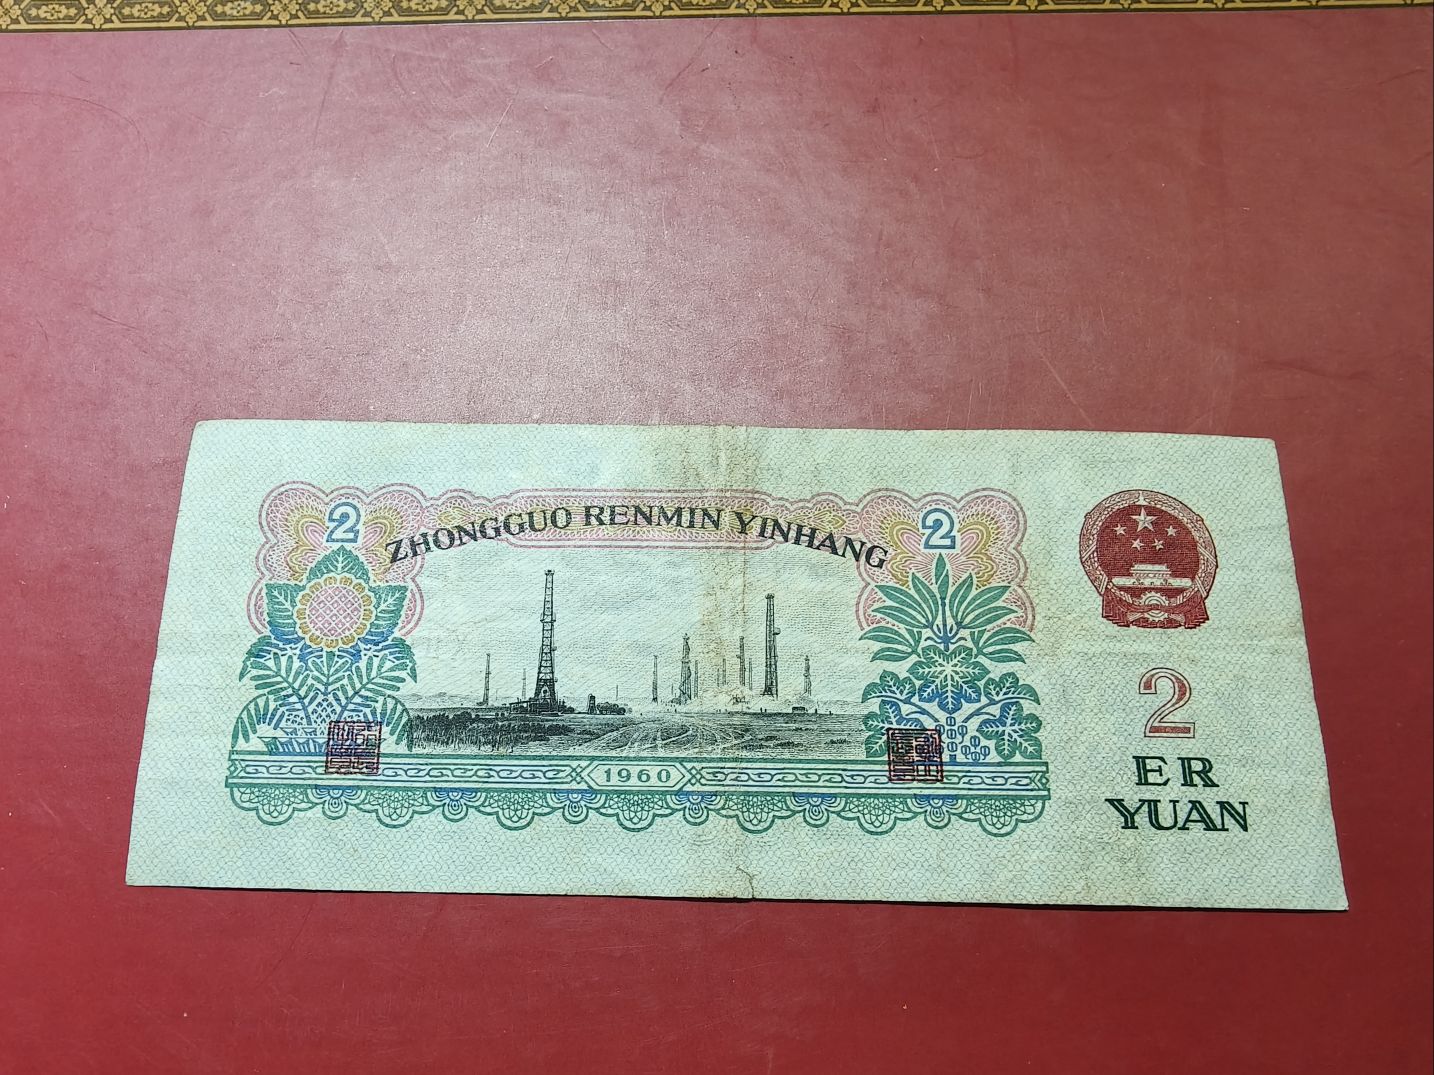 2
ZHONGGUO RENMIN YINHANG
2
1960
2
ER
YUAN